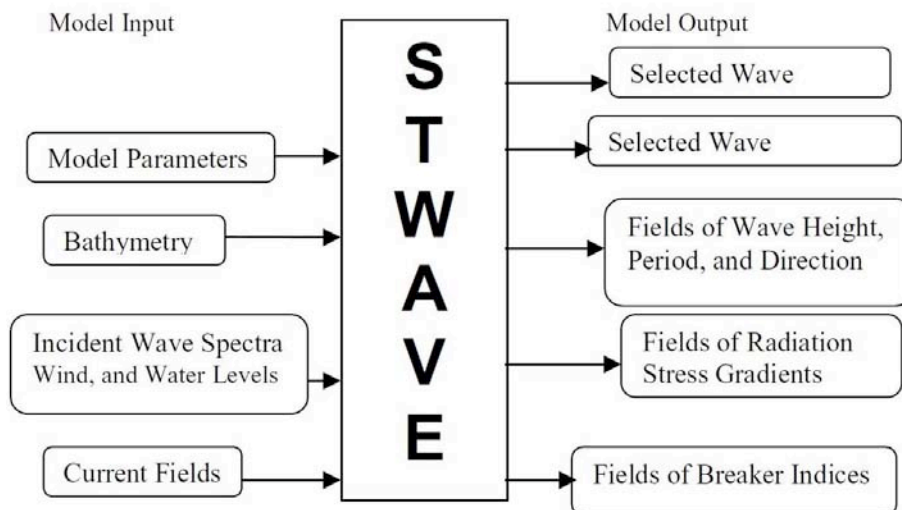 Model Input
Model Parameters
Bathymetry
Incident Wave Spectra
Wind, and Water Levels
Current Fields
S
T
W
A
V
E
Model Output
Selected Wave
Selected Wave
Fields of Wave Height,
Period, and Direction
Fields of Radiation
Stress Gradients
Fields of Breaker Indices